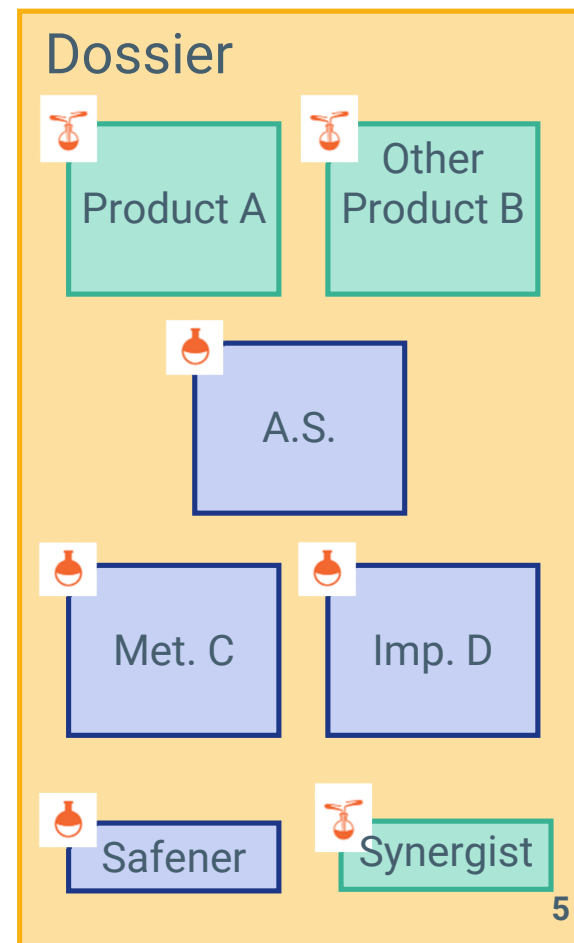 Dossier
Product A
Other
Product B
A.S.
Met. C
Imp. D
Safener
Synergist
5